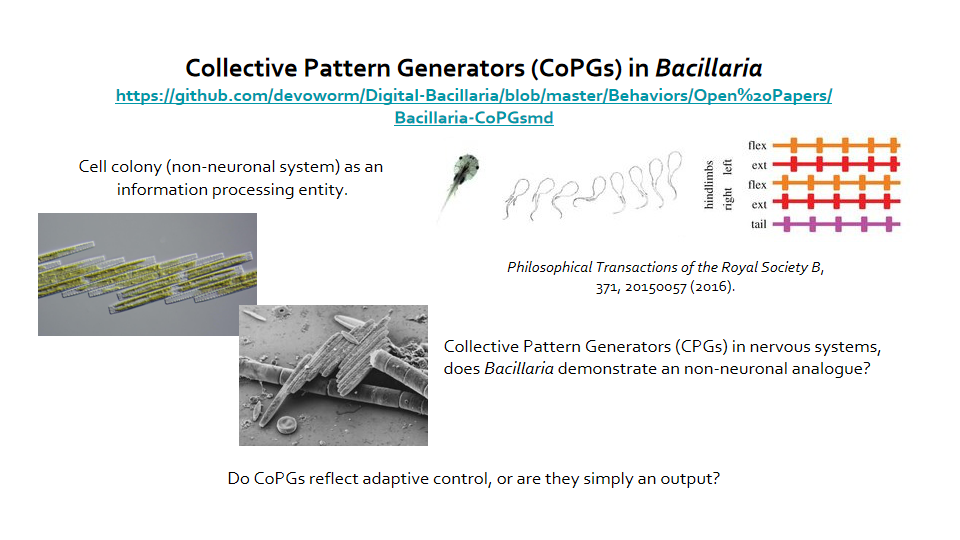 Collective Pattern Generators (CoPGs) in Bacillaria
https://github.com/devoworm/Digital-Bacillaria/blob/master/Behaviors/Open%20Papers/
Bacillaria-CoPGsmd
Cell colony (non-neuronal system) as an
information processing entity.
hindlimbs
left
right
flex
ext
flex
ext
tail
Philosophical Transactions of the Royal Society B,
371, 20150057 (2016).
Collective Pattern Generators (CPGs) in nervous systems,
does Bacillaria demonstrate an non-neuronal analogue?
Do CoPGs reflect adaptive control, or are they simply an output?